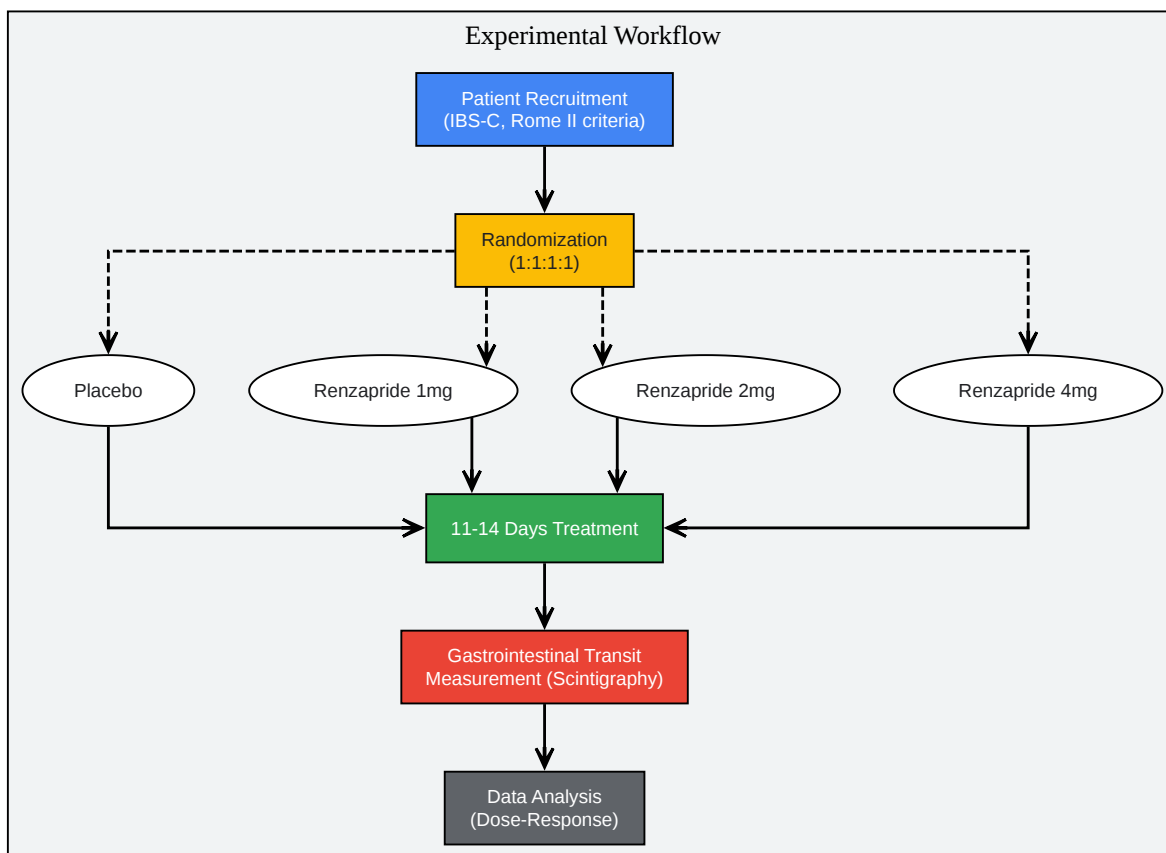 Experimental Workflow
Patient Recruitment
(IBS-C, Rome II criteria)
Randomization
(1:1:1:1)
Placebo
Renzapride 1mg
Renzapride 2mg
Renzapride 4mg
11-14 Days Treatment
Gastrointestinal Transit
Measurement (Scintigraphy)
Data Analysis
(Dose-Response)